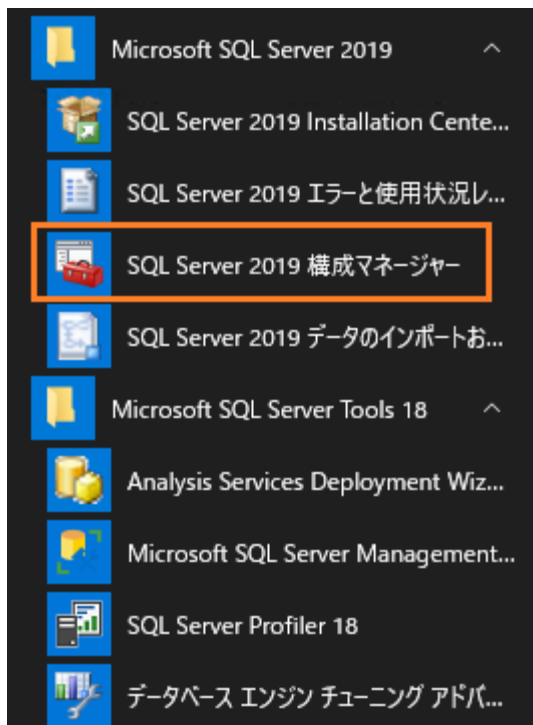 Microsoft SQL Server 2019
SQL Server 2019 Installation Cente...
SQL Server 2019 エラーと使用状況レ...
SQL Server 2019 構成マネージャー
SQL Server 2019 データのインポートお...
Microsoft SQL Server Tools 18
Analysis Services Deployment Wiz...
Microsoft SQL Server Management...
SQL Server Profiler 18
データベース エンジン チューニング アドバ...